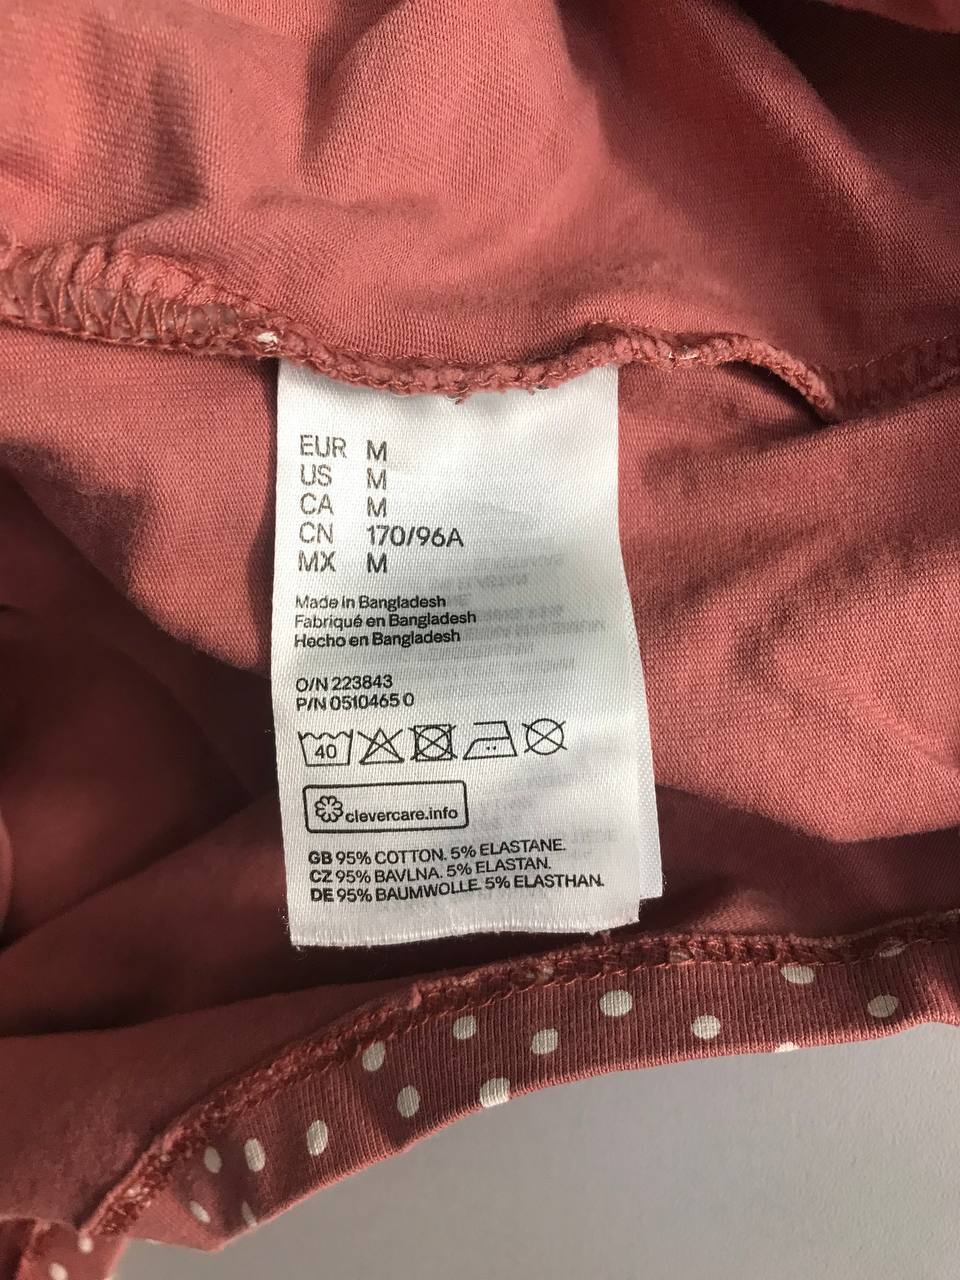 EUR M
US M
CA M
CN 170/96A
MX M
Made in Bangladesh
Fabriqué en Bangladesh
Hecho en Bangladesh
O/N 223843
P/N 0510465 0
40
clevercare.info
GB 95% COTTON. 5% ELASTANE.
CZ 95% BAVLNA. 5% ELASTAN.
DE 95% BAUMWOLLE. 5% ELASTHAN.